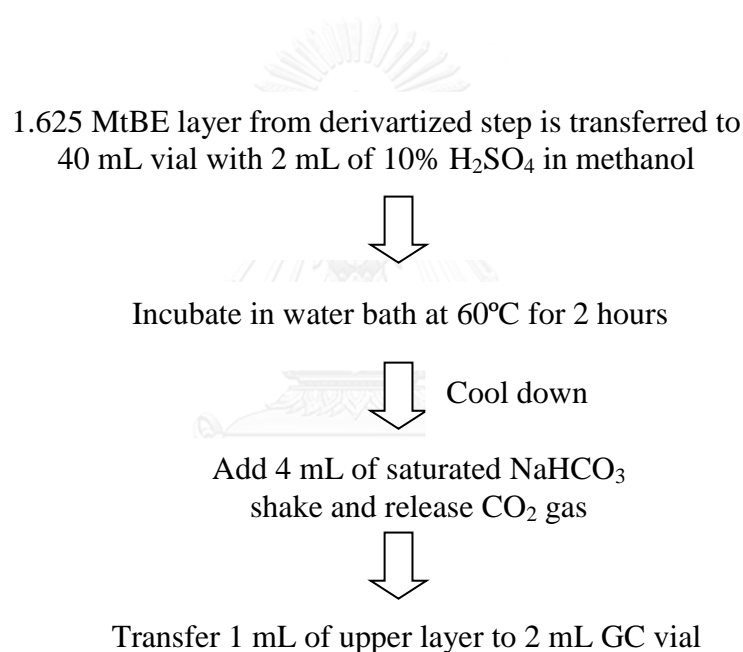 1.625 MtBE layer from derivartized step is transferred to
40 mL vial with 2 mL of 10% H₂SO₄ in methanol
Incubate in water bath at 60ºC for 2 hours
Cool down
Add 4 mL of saturated NaHCO₃
shake and release CO₂ gas
Transfer 1 mL of upper layer to 2 mL GC vial